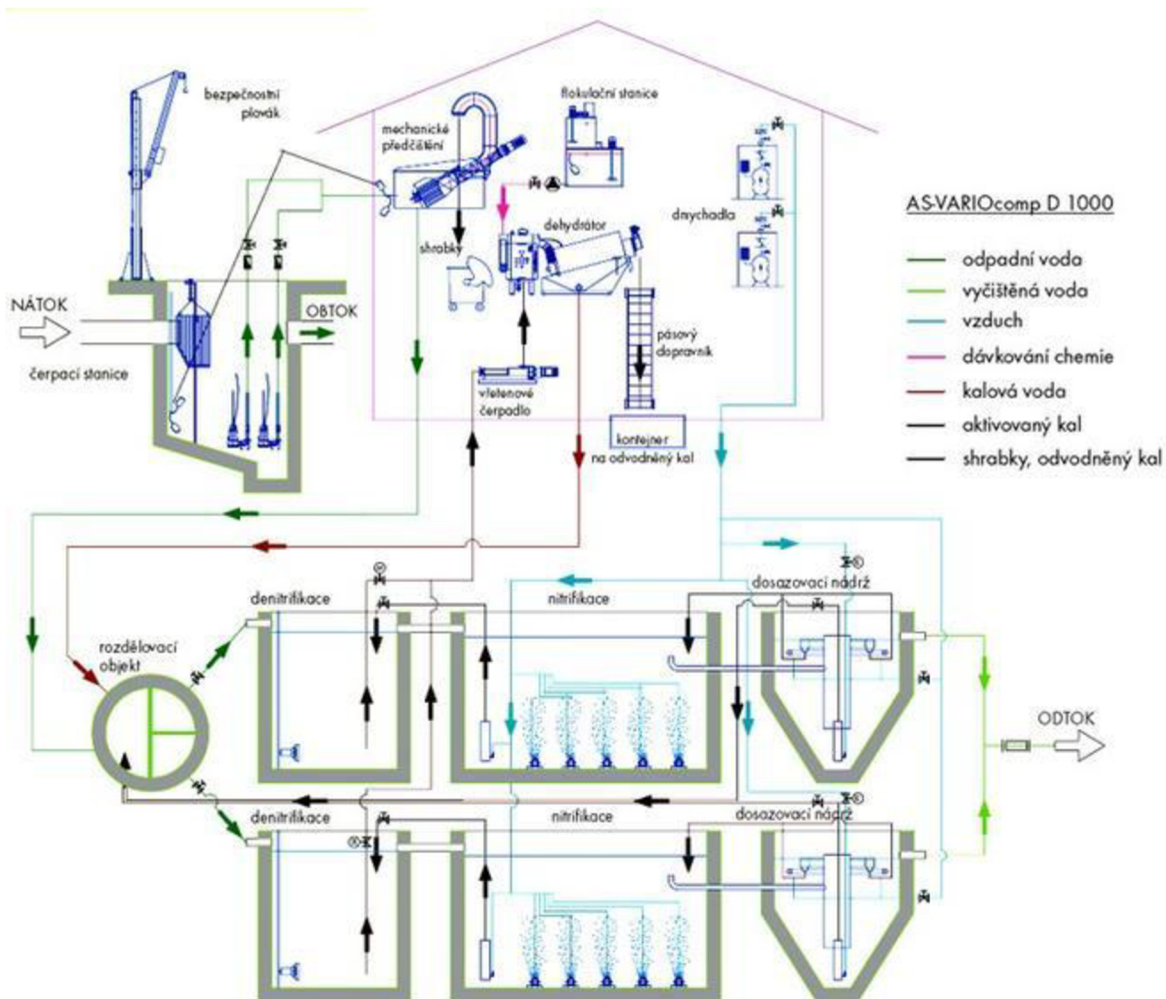 bezpečnostní
plovák
mechanické
předčištění
flokulační stanice
dmychadla
dehydrátor
shrabky
NÁTOK
OBTOK
čerpací stanice
pásový
dopravník
vřetenové
čerpadlo
kontejner
na odvodněný kal
AS-VARIOcomp D 1000
odpadní voda
vyčištěná voda
vzduch
dávkování chemie
kalová voda
aktivovaný kal
shrabky, odvodněný kal
denitrifikace
nitrifikace
dosazovací nádrž
rozdělovací
objekt
ODTOK
denitrifikace
nitrifikace
dosazovací nádrž